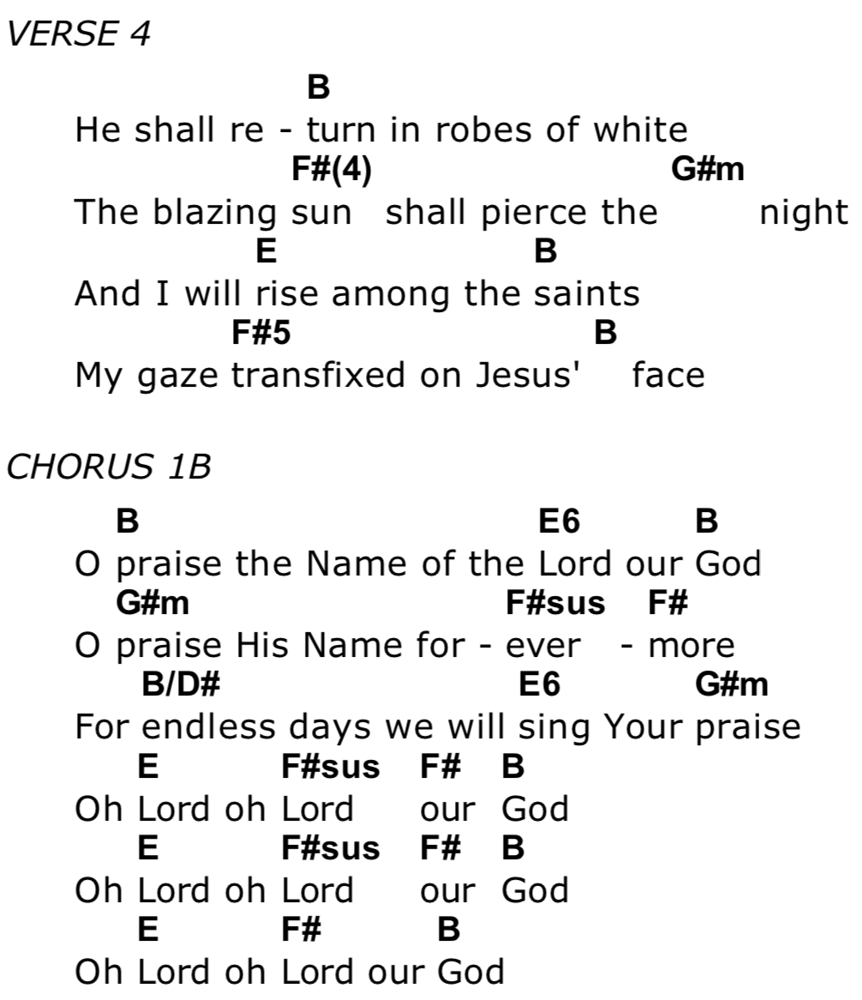 VERSE 4
B
He shall re - turn in robes of white
F#(4) G#m
The blazing sun shall pierce the night
E B
And I will rise among the saints
F#5 B
My gaze transfixed on Jesus' face
CHORUS 1B
B E6 B
O praise the Name of the Lord our God
G#m F#sus F#
O praise His Name for - ever - more
B/D# E6 G#m
For endless days we will sing Your praise
E F#sus F# B
Oh Lord oh Lord our God
E F#sus F# B
Oh Lord oh Lord our God
E F# B
Oh Lord oh Lord our God